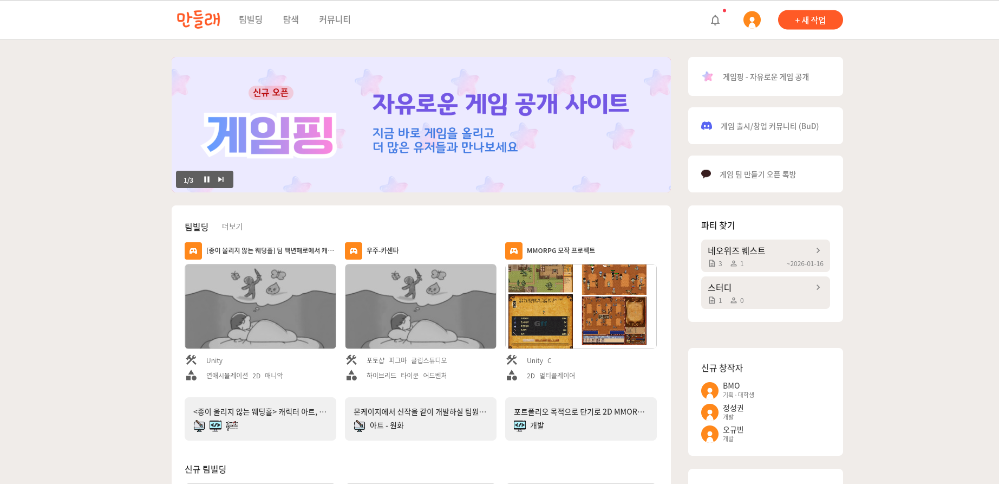 만들래
팀빌딩
탐색
커뮤니티
+ 새 작업
신규 오픈
게임핑
자유로운 게임 공개 사이트
지금 바로 게임을 올리고
더 많은 유저들과 만나보세요
1/3
게임핑 - 자유로운 게임 공개
게임 출시/창업 커뮤니티 (BuD)
게임 팀 만들기 오픈 톡방
팀빌딩 더보기
[종이 울리지 않는 웨딩홀] 팀 백년해로에서 캐…
우주-카센타
MMORPG 모작 프로젝트
Unity
포토샵 피그마 클립스튜디오
Unity C
연애시뮬레이션 2D 매니악
하이브리드 타이쿤 어드벤처
2D 멀티플레이어
<종이 울리지 않는 웨딩홀> 캐릭터 아트, …
몬케이지에서 신작을 같이 개발하실 팀원…
아트 - 원화
포트폴리오 목적으로 단기로 2D MMOR…
개발
신규 팀빌딩
파티 찾기
네오위즈 퀘스트
3 1 ~2026-01-16
스터디
1 0
신규 창작자
BMO
기획 · 대학생
정성권
개발
오규빈
개발